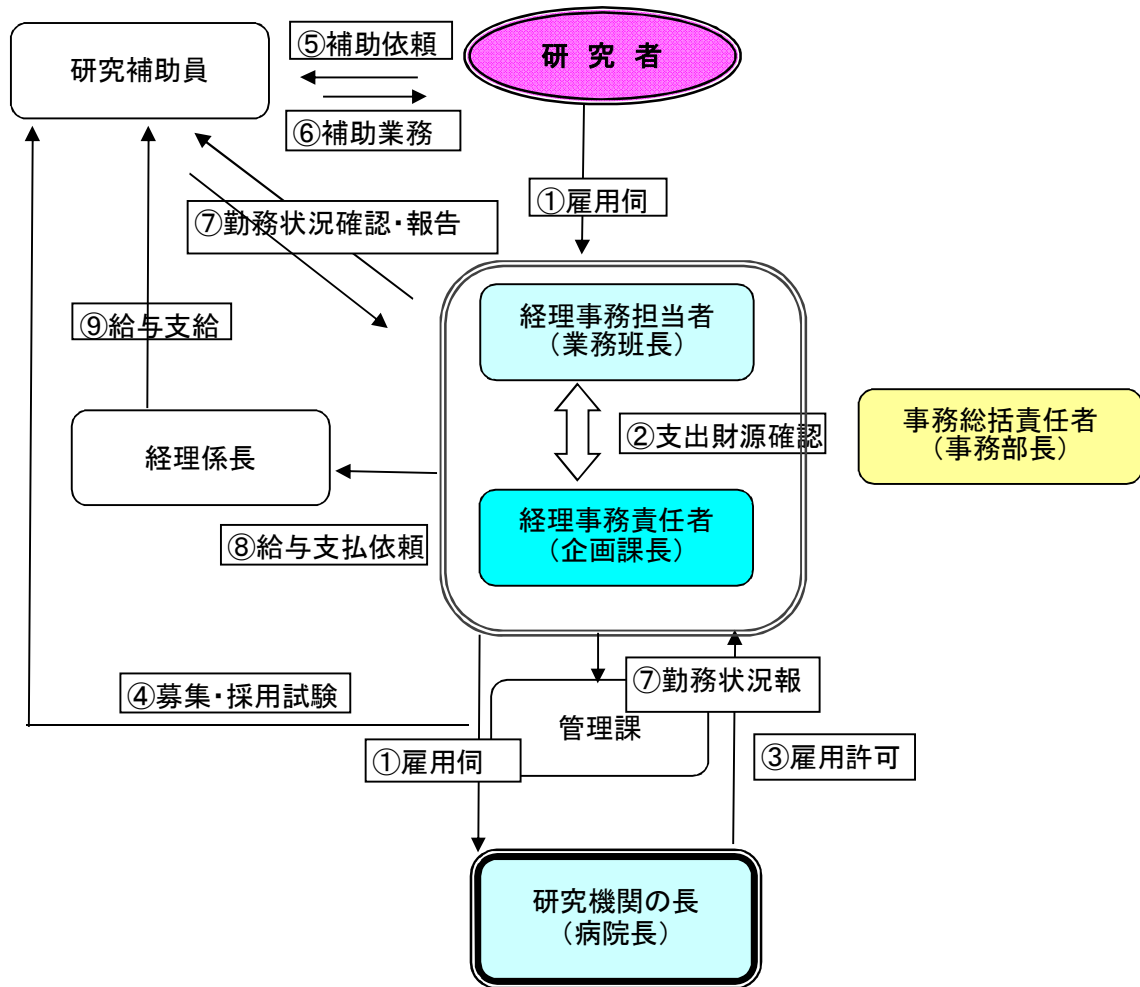 研究補助員
⑤補助依頼
研 究 者
⑥補助業務
①雇用伺
⑦勤務状況確認・報告
経理事務担当者
（業務班長）
⑨給与支給
②支出財源確認
事務総括責任者
（事務部長）
経理係長
経理事務責任者
（企画課長）
⑧給与支払依頼
⑦勤務状況報
④募集・採用試験
管理課
①雇用伺
③雇用許可
研究機関の長
（病院長）